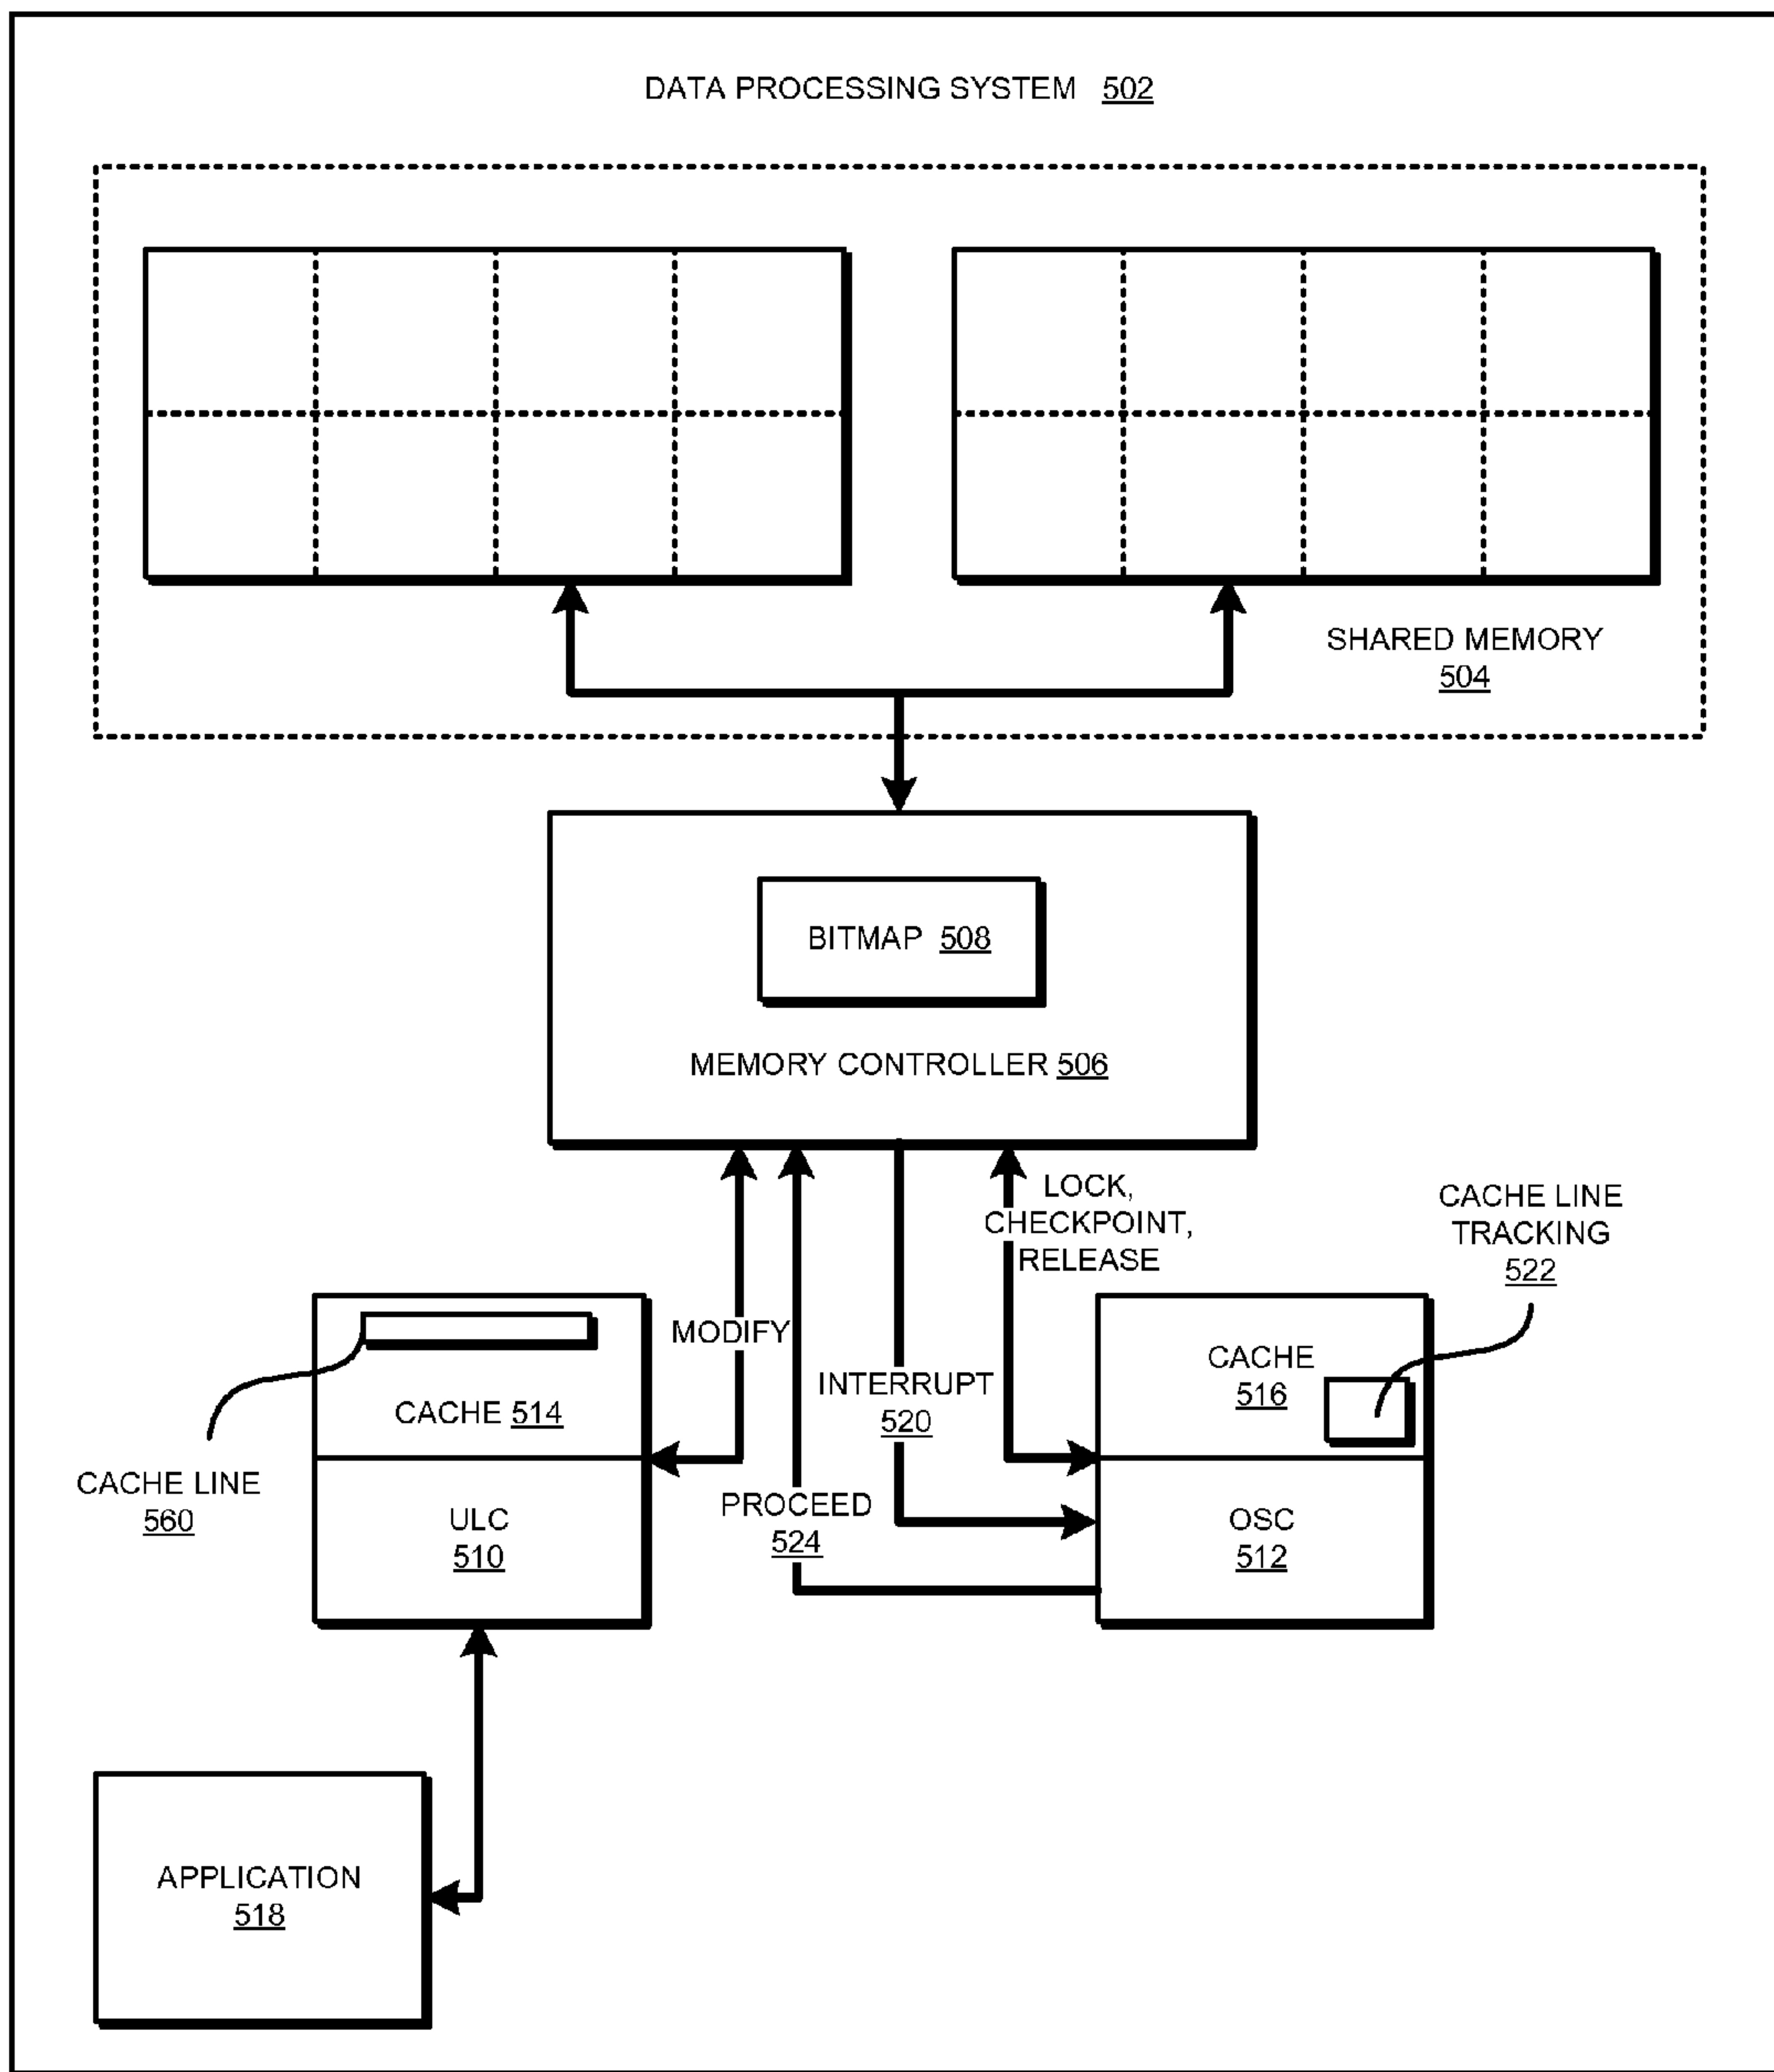 DATA PROCESSING SYSTEM 502
SHARED MEMORY
504
BITMAP 508
MEMORY CONTROLLER 506
LOCK,
CHECKPOINT,
RELEASE
CACHE LINE
TRACKING
522
MODIFY
CACHE
516
INTERRUPT
520
CACHE 514
CACHE LINE
560
PROCEED
524
ULC
510
OSC
512
APPLICATION
518